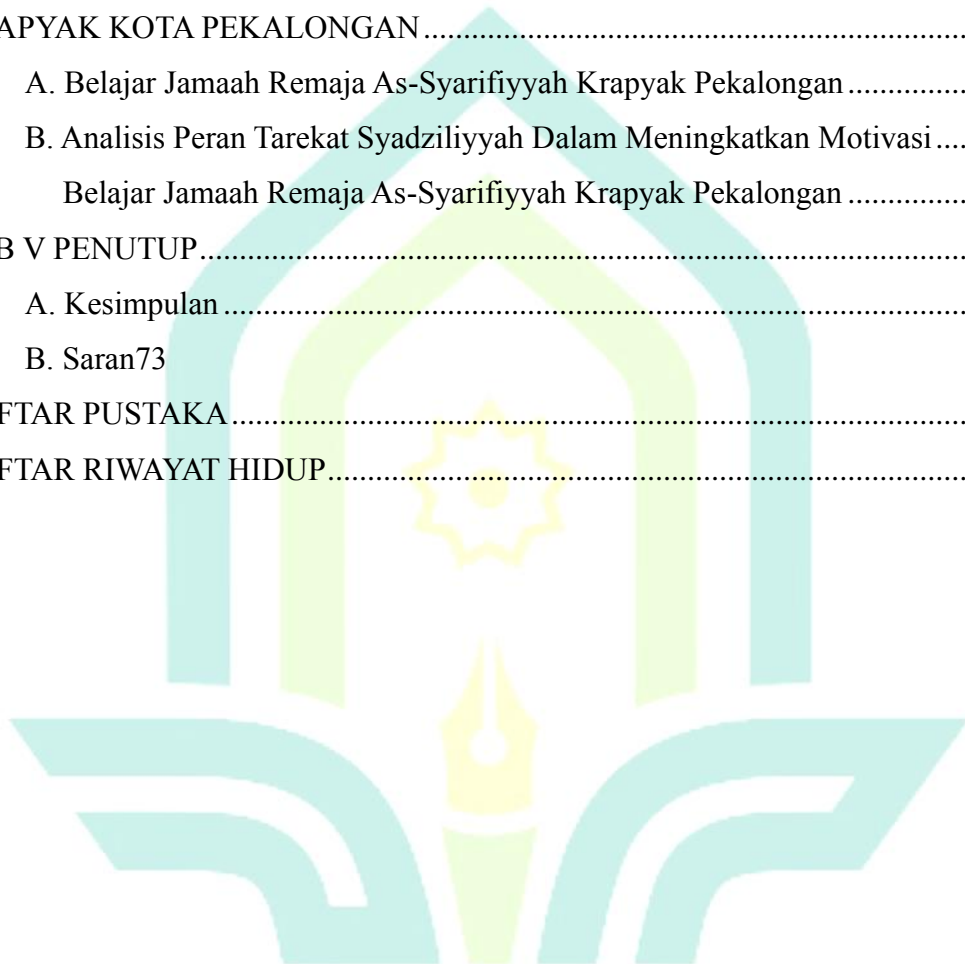 APYAK KOTA PEKALONGAN........................................................................
A. Belajar Jamaah Remaja As-Syarifiyyah Krapyak Pekalongan...............
B. Analisis Peran Tarekat Syadziliyyah Dalam Meningkatkan Motivasi....
Belajar Jamaah Remaja As-Syarifiyyah Krapyak Pekalongan...............
B V PENUTUP.....................................................................................................
A. Kesimpulan..................................................................................................
B. Saran73
FTAR PUSTAKA.................................................................................................
FTAR RIWAYAT HIDUP....................................................................................